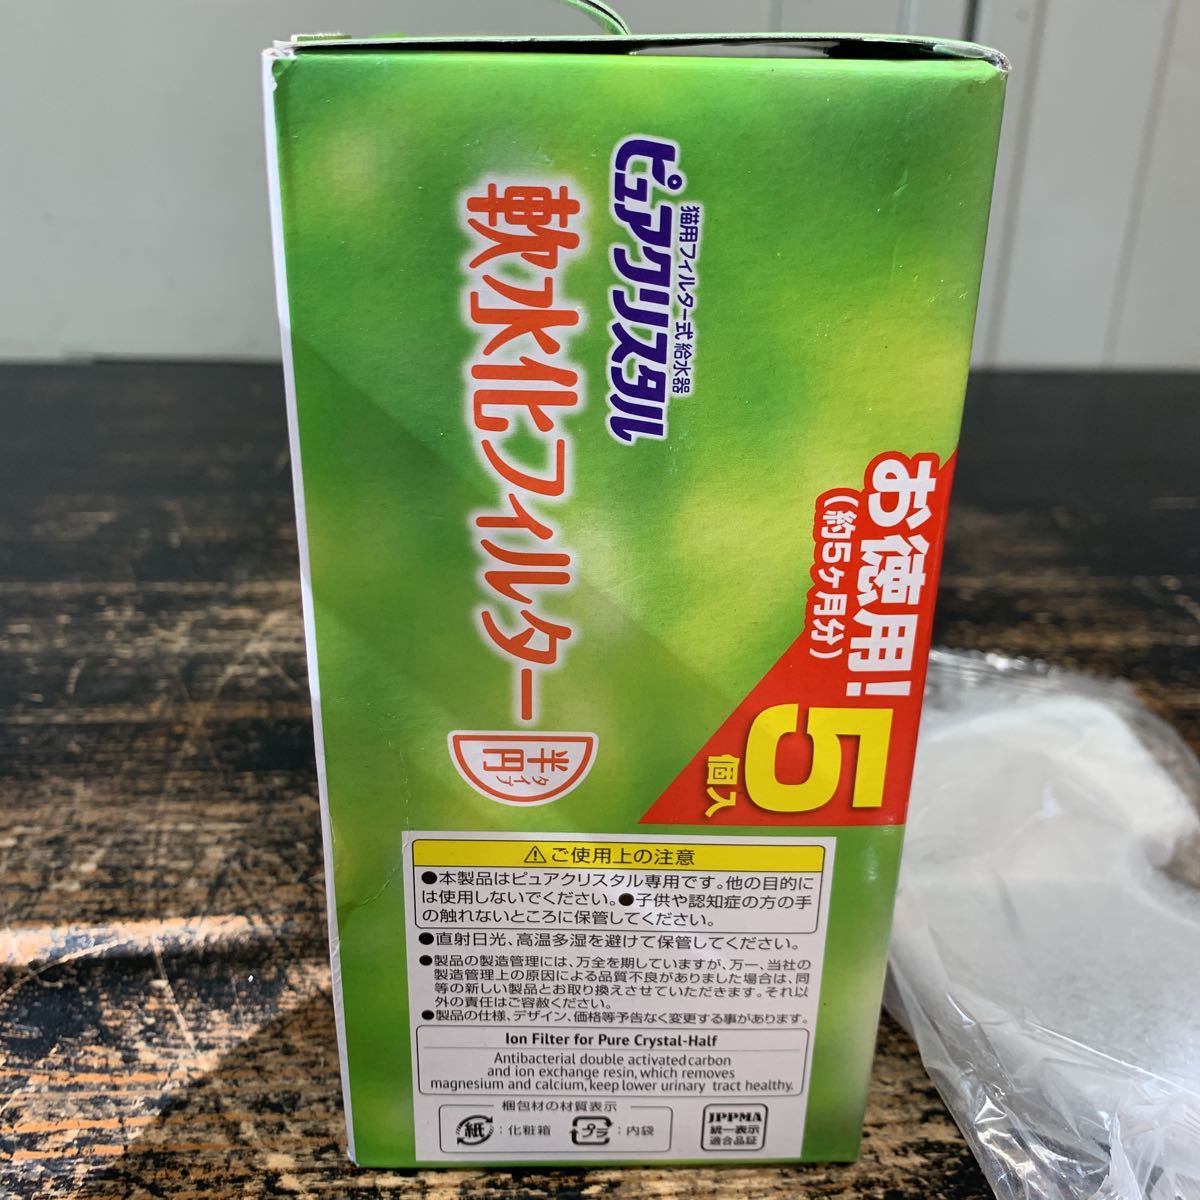 猫用フィルター式給水器
ピュアクリスタル
軟水化フィルター
半円
タイプ
お徳用!
(約5ヶ月分)
5
個入
⚠ご使用上の注意
●本製品はピュアクリスタル専用です。他の目的に
は使用しないでください。●子供や認知症の方の手
の触れないところに保管してください。
●直射日光、高温多湿を避けて保管してください。
●製品の製造管理には、万全を期していますが、万一、当社の
製造管理上の原因による品質不良がありました場合は、同
等の新しい製品とお取り換えさせていただきます。それ以
外の責任はご容赦ください。
●製品の仕様、デザイン、価格等予告なく変更する事があります。
Ion Filter for Pure Crystal-Half
Antibacterial double activated carbon
and ion exchange resin, which removes
magnesium and calcium, keep lower urinary tract healthy.
梱包材の材質表示
紙:化粧箱
プラ:内袋
JPPMA
統一表示
適合品証